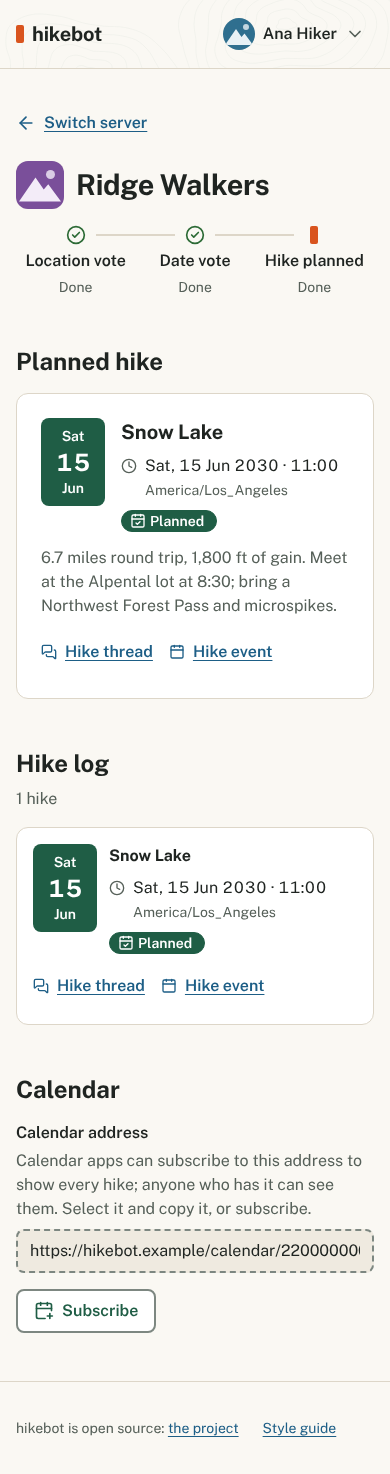 hikebot
Ana Hiker
Switch server
Ridge Walkers
Location vote
Done
Date vote
Done
Hike planned
Done
Planned hike
Sat
15
Jun
Snow Lake
Sat, 15 Jun 2030 · 11:00
America/Los_Angeles
Planned
6.7 miles round trip, 1,800 ft of gain. Meet
at the Alpental lot at 8:30; bring a
Northwest Forest Pass and microspikes.
Hike thread
Hike event
Hike log
1 hike
Sat
15
Jun
Snow Lake
Sat, 15 Jun 2030 · 11:00
America/Los_Angeles
Planned
Hike thread
Hike event
Calendar
Calendar address
Calendar apps can subscribe to this address to
show every hike; anyone who has it can see
them. Select it and copy it, or subscribe.
https://hikebot.example/calendar/22000000
Subscribe
hikebot is open source: the project
Style guide